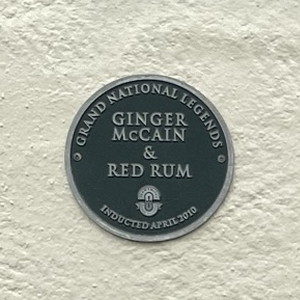 GRAND NATIONAL LEGENDS
GINGER
McCAIN
&
RED RUM
INDUCTED APRIL 2010